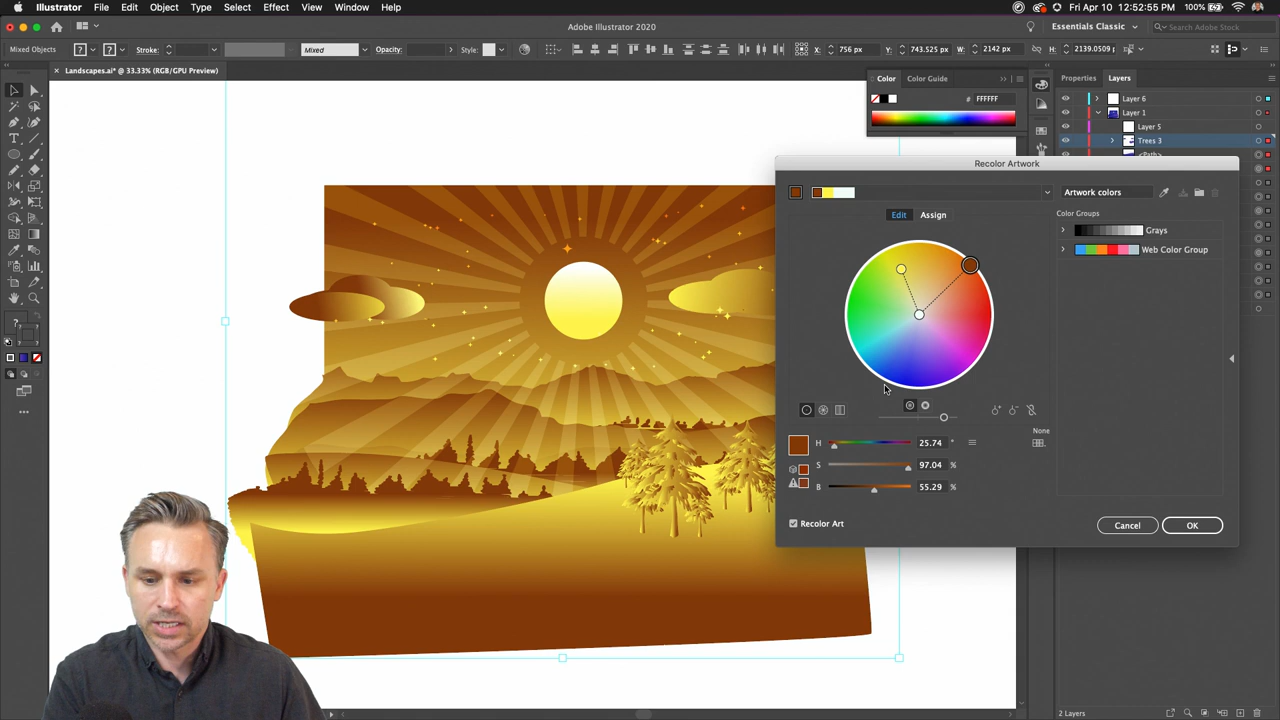 Illustrator File Edit Object Type Select Effect View Window Help
100% Fri Apr 10 12:52:55 PM
Adobe Illustrator 2020
Essentials Classic
Search Adobe Stock
Mixed Objects ? ? Stroke: Mixed Opacity: Style: X: 756 px Y: 743.525 px W: 2142 px H: 2139.0509
× Landscapes.ai* @ 33.33% (RGB/GPU Preview)
Color Color Guide
# FFFFFF
Properties Layers
Layer 6
Layer 1
Layer 5
Trees 3
<Path>
Recolor Artwork
Artwork colors
Edit Assign
Color Groups
Grays
Web Color Group
None
H 25.74 °
S 97.04 %
B 55.29 %
Recolor Art
Cancel OK
2 Layers